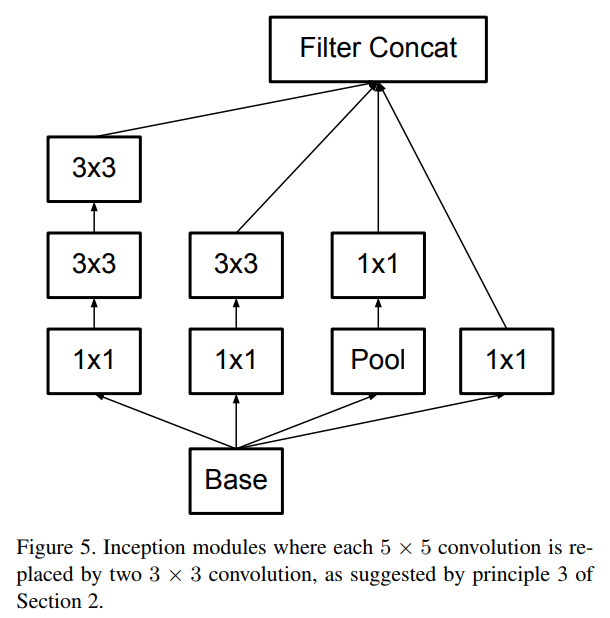 Filter Concat
3x3
3x3
3x3
1x1
1x1
1x1
Pool
1x1
Base
Figure 5. Inception modules where each 5 × 5 convolution is re-
placed by two 3 × 3 convolution, as suggested by principle 3 of
Section 2.